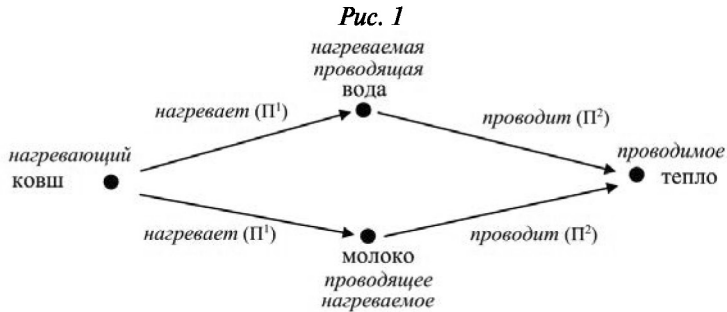 Рис. 1
нагреваемая
проводящая
вода
нагревает (П¹)
проводит (П²)
нагревающий
ковш
проводимое
тепло
нагревает (П¹)
проводит (П²)
молоко
проводящее
нагреваемое